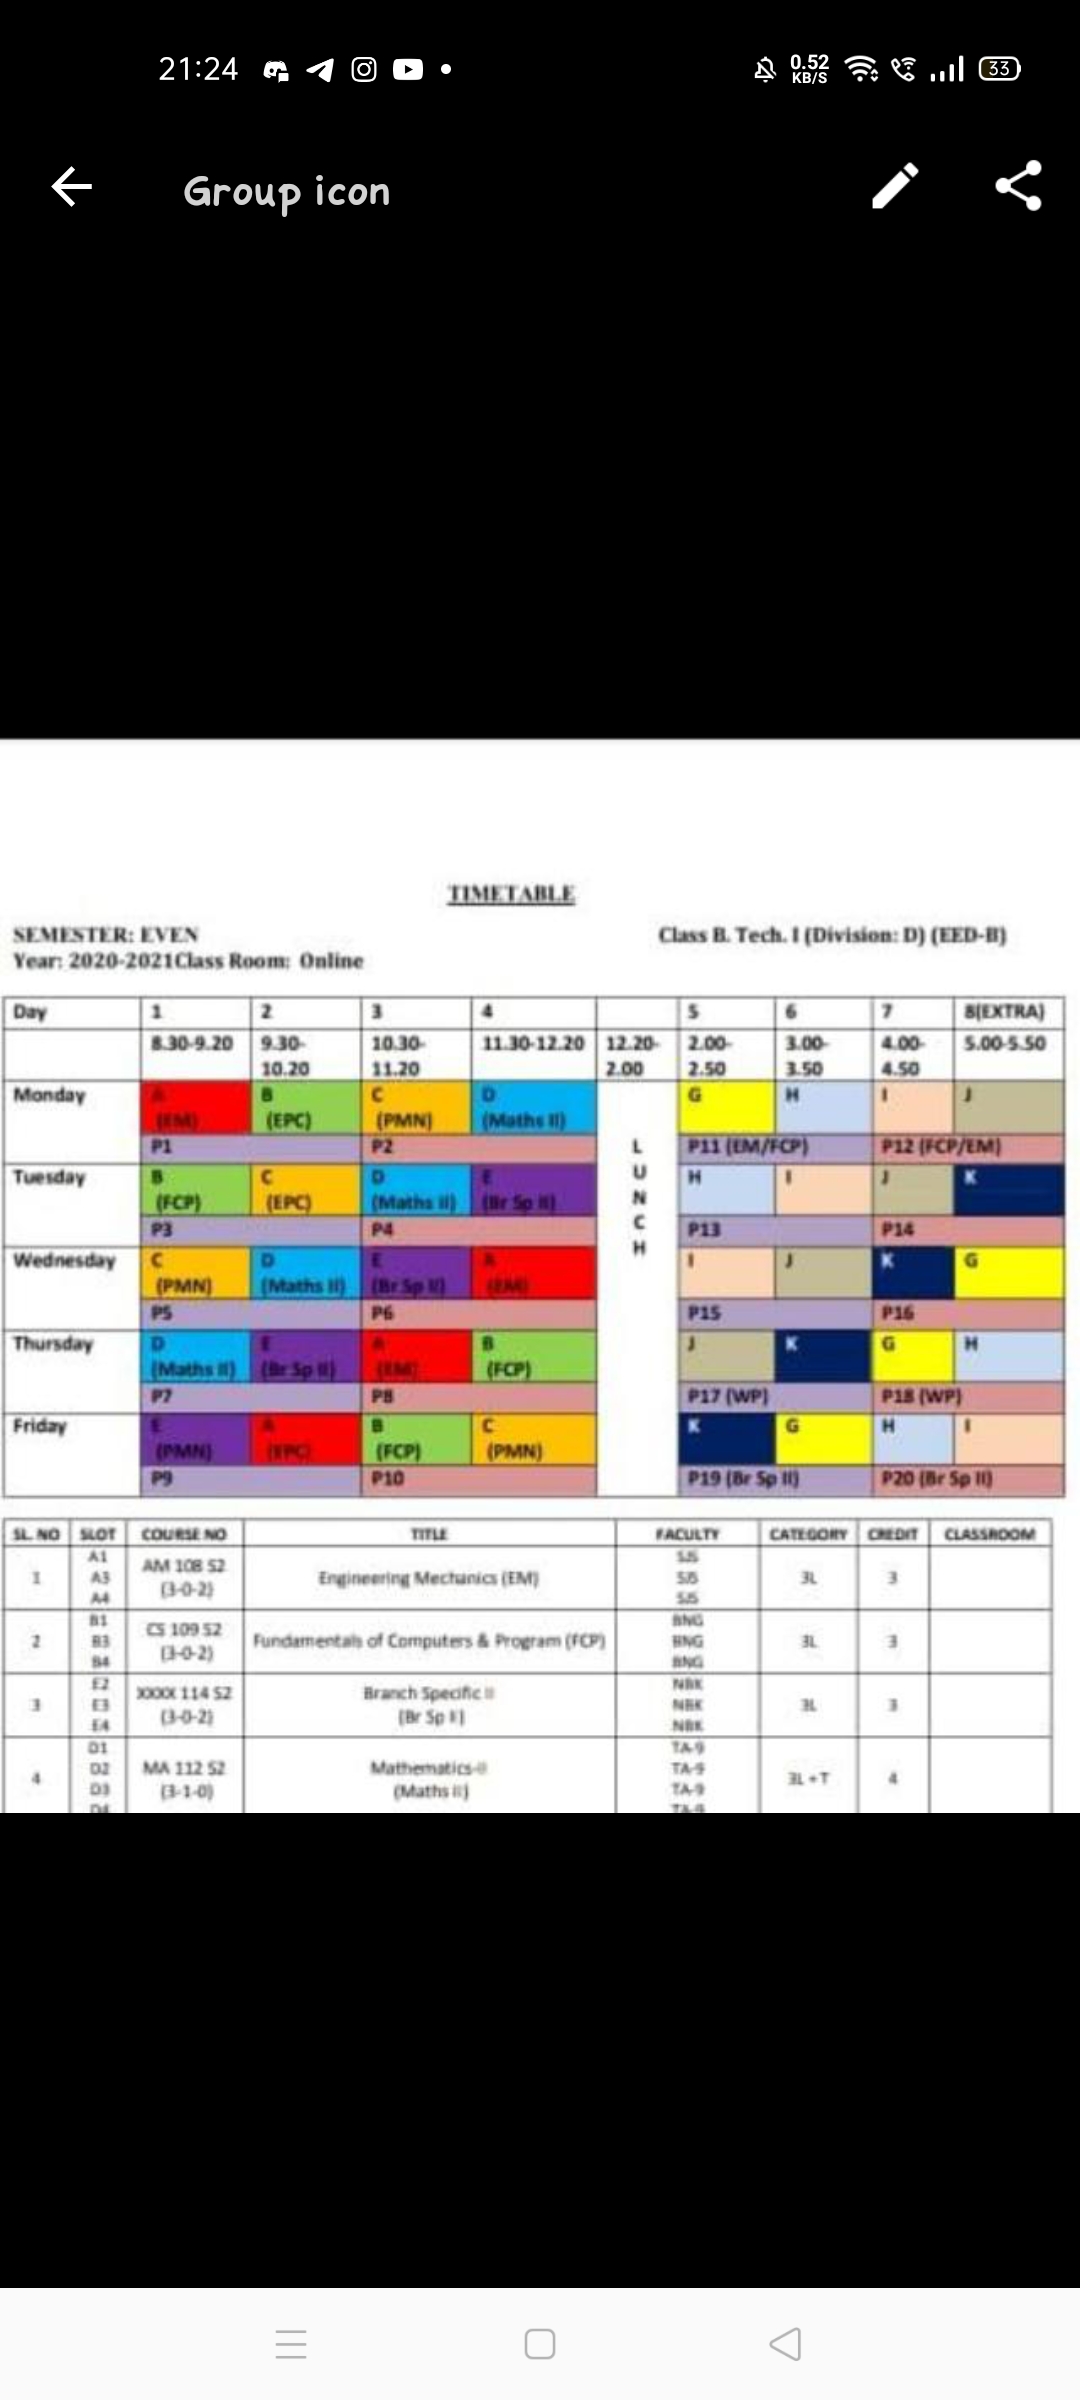 21:24
0.52
KB/S
33
Group icon
TIMETABLE
SEMESTER: EVEN
Class B. Tech. I (Division: D) (EED-B)
Year: 2020-2021Class Room: Online
Day 1 2 3 4 5 6 7 8(EXTRA)
8.30-9.20 9.30-10.20 10.30-11.20 11.30-12.20 12.20-2.00 2.00-2.50 3.00-3.50 4.00-4.50 5.00-5.50
Monday A (EM) B (EPC) C (PMN) D (Maths II) G H I J
P1 P2 P11 (EM/FCP) P12 (FCP/EM)
LUNCH
Tuesday B (FCP) C (EPC) D (Maths II) E (Br Sp II) H I J K
P3 P4 P13 P14
Wednesday C (PMN) D (Maths II) E (Br Sp II) A (EM) I J K G
P5 P6 P15 P16
Thursday D (Maths II) E (Br Sp II) A (EM) B (FCP) J K G H
P7 P8 P17 (WP) P18 (WP)
Friday E (PMN) A (EPC) B (FCP) C (PMN) K G H I
P9 P10 P19 (Br Sp II) P20 (Br Sp II)
SL. NO SLOT COURSE NO TITLE FACULTY CATEGORY CREDIT CLASSROOM
1 A1 A3 A4 AM 108 S2 (3-0-2) Engineering Mechanics (EM) SJS SJS SJS 3L 3
2 B1 B3 B4 CS 109 S2 (3-0-2) Fundamentals of Computers & Program (FCP) BNG BNG BNG 3L 3
3 E2 E3 E4 XXXX 114 S2 (3-0-2) Branch Specific II (Br Sp II) NBK NBK NBK 3L 3
4 D1 D2 D3 D4 MA 112 S2 (3-1-0) Mathematics-II (Maths II) TA-9 TA-9 TA-9 TA-9 3L+T 4